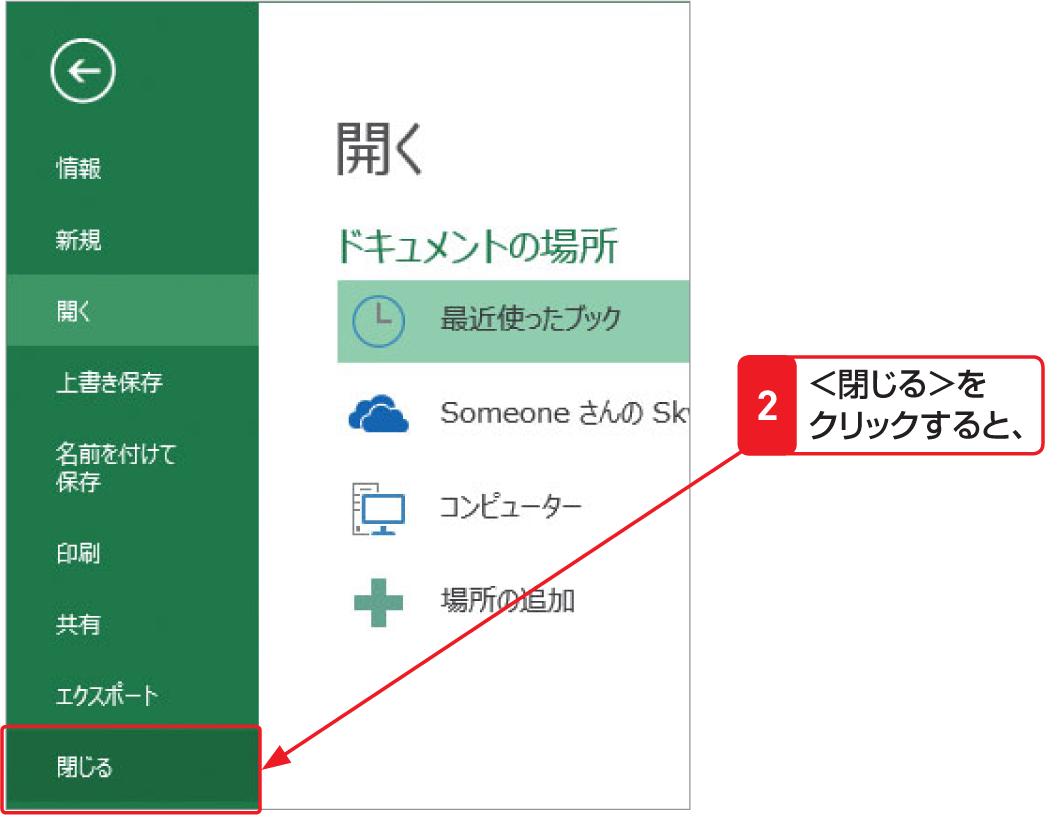 情報
新規
開く
上書き保存
名前を付けて
保存
印刷
共有
エクスポート
閉じる
開く
ドキュメントの場所
最近使ったブック
Someone さんの Sk
コンピューター
場所の追加
2
＜閉じる＞を
クリックすると、